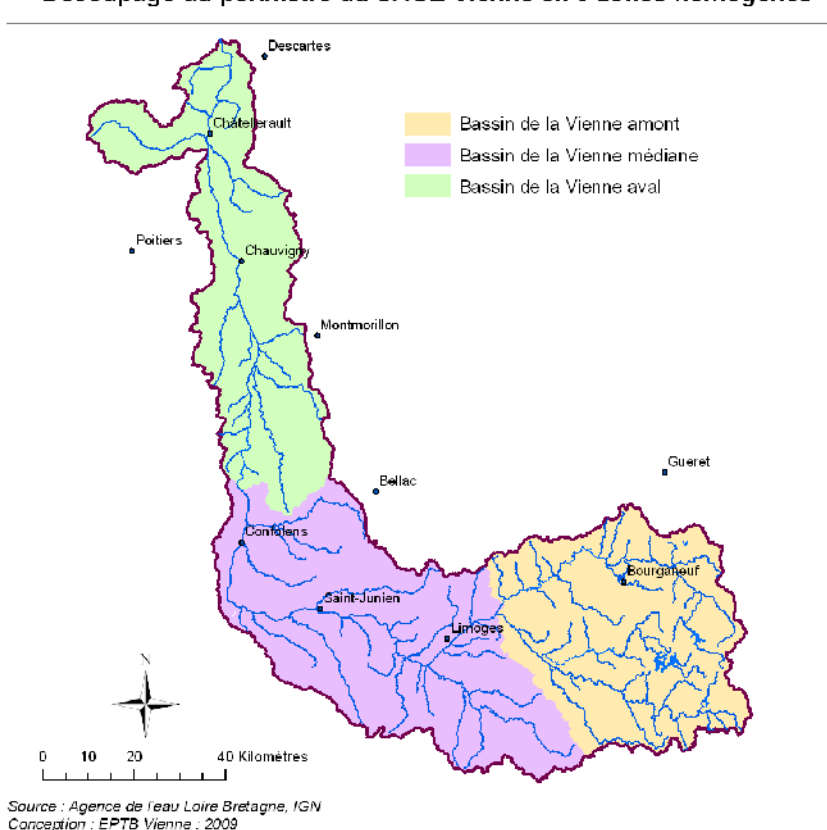 Descartes
Châtellerault
Bassin de la Vienne amont
Bassin de la Vienne médiane
Bassin de la Vienne aval
Poitiers
Chauvigny
Montmorillon
Gueret
Bellac
Confolens
Bourganeuf
Saint-Junien
Limoges
N
0 10 20 40 Kilométres
Source : Agence de l'eau Loire Bretagne, IGN
Conception : EPTB Vienne : 2009